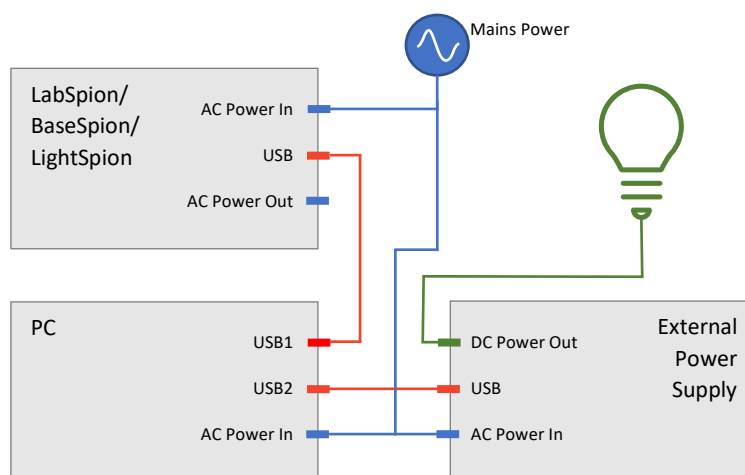 Mains Power
LabSpion/
BaseSpion/
LightSpion
AC Power In
USB
AC Power Out
PC
USB1
USB2
AC Power In
External
Power
Supply
DC Power Out
USB
AC Power In